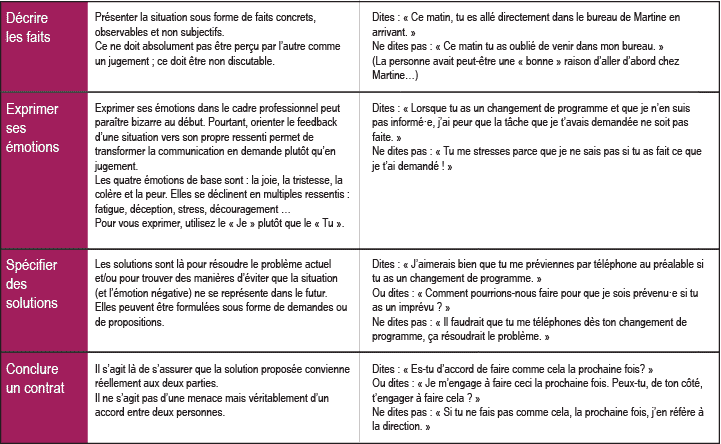 Décrire
les faits
Présenter la situation sous forme de faits concrets,
observables et non subjectifs.
Ce ne doit absolument pas être perçu par l'autre comme
un jugement ; ce doit être non discutable.
Dites : « Ce matin, tu es allé directement dans le bureau de Martine en
arrivant. »
Ne dites pas : « Ce matin tu as oublié de venir dans mon bureau. »
(La personne avait peut-être une « bonne » raison d'aller d'abord chez
Martine…)
Exprimer
ses
émotions
Exprimer ses émotions dans le cadre professionnel peut
paraître bizarre au début. Pourtant, orienter le feedback
d'une situation vers son propre ressenti permet de
transformer la communication en demande plutôt qu'en
jugement.
Les quatre émotions de base sont : la joie, la tristesse, la
colère et la peur. Elles se déclinent en multiples ressentis :
fatigue, déception, stress, découragement …
Pour vous exprimer, utilisez le « Je » plutôt que le « Tu ».
Dites : « Lorsque tu as un changement de programme et que je n'en suis
pas informé·e, j'ai peur que la tâche que je t'avais demandée ne soit pas
faite. »
Ne dites pas : « Tu me stresses parce que je ne sais pas si tu as fait ce que
je t'ai demandé ! »
Spécifier
des
solutions
Les solutions sont là pour résoudre le problème actuel
et/ou pour trouver des manières d'éviter que la situation
(et l'émotion négative) ne se représente dans le futur.
Elles peuvent être formulées sous forme de demandes ou
de propositions.
Dites : « J'aimerais bien que tu me préviennes par téléphone au préalable si
tu as un changement de programme. »
Ou dites : « Comment pourrions-nous faire pour que je sois prévenu·e si tu
as un imprévu ? »
Ne dites pas : « Il faudrait que tu me téléphones dès ton changement de
programme, ça résoudrait le problème. »
Conclure
un contrat
Il s'agit là de s'assurer que la solution proposée convienne
réellement aux deux parties.
Il ne s'agit pas d'une menace mais véritablement d'un
accord entre deux personnes.
Dites : « Es-tu d'accord de faire comme cela la prochaine fois? »
Ou dites : « Je m'engage à faire ceci la prochaine fois. Peux-tu, de ton côté,
t'engager à faire cela ? »
Ne dites pas : « Si tu ne fais pas comme cela, la prochaine fois, j'en réfère à
la direction. »